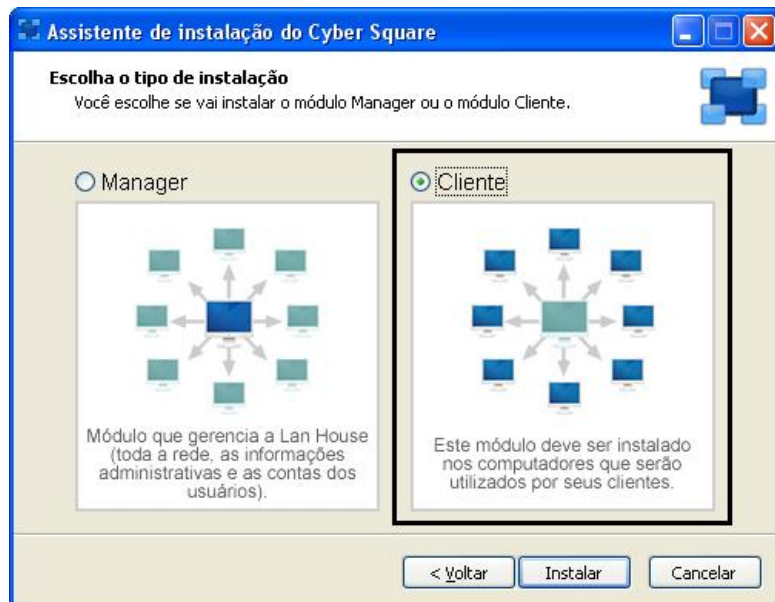 Assistente de instalação do Cyber Square
Escolha o tipo de instalação
Você escolhe se vai instalar o módulo Manager ou o módulo Cliente.
Manager
Módulo que gerencia a Lan House
(toda a rede, as informações
administrativas e as contas dos
usuários).
Cliente
Este módulo deve ser instalado
nos computadores que serão
utilizados por seus clientes.
< Voltar
Instalar
Cancelar